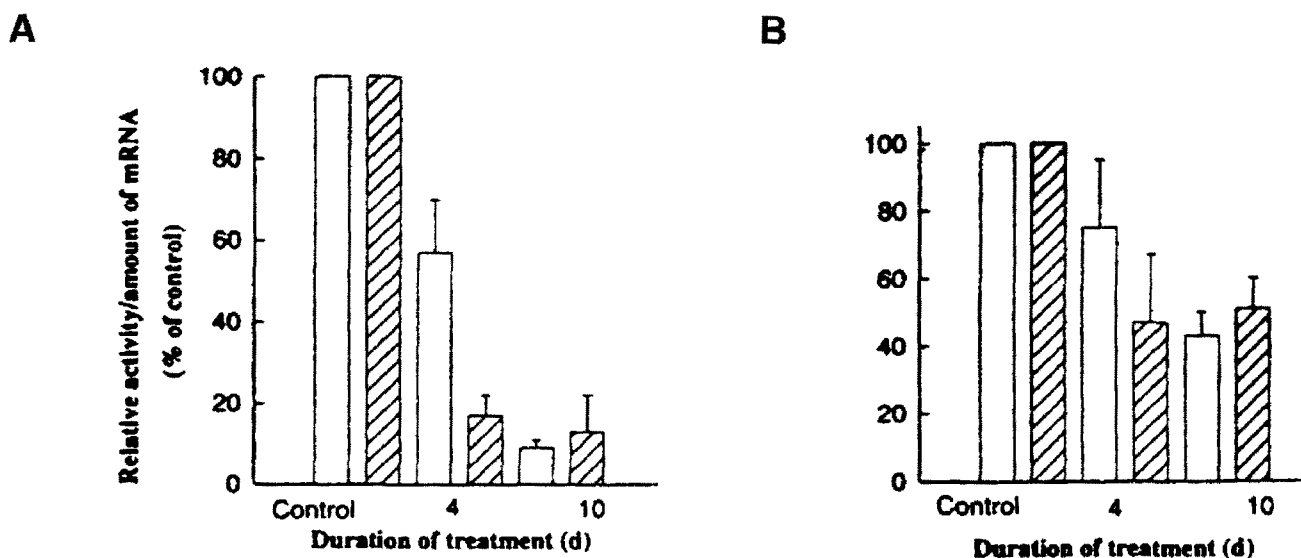 A
B
Relative activity/amount of mRNA
(% of control)
100
80
60
40
20
0
Control 4 10
Duration of treatment (d)
100
80
60
40
20
0
Control 4 10
Duration of treatment (d)